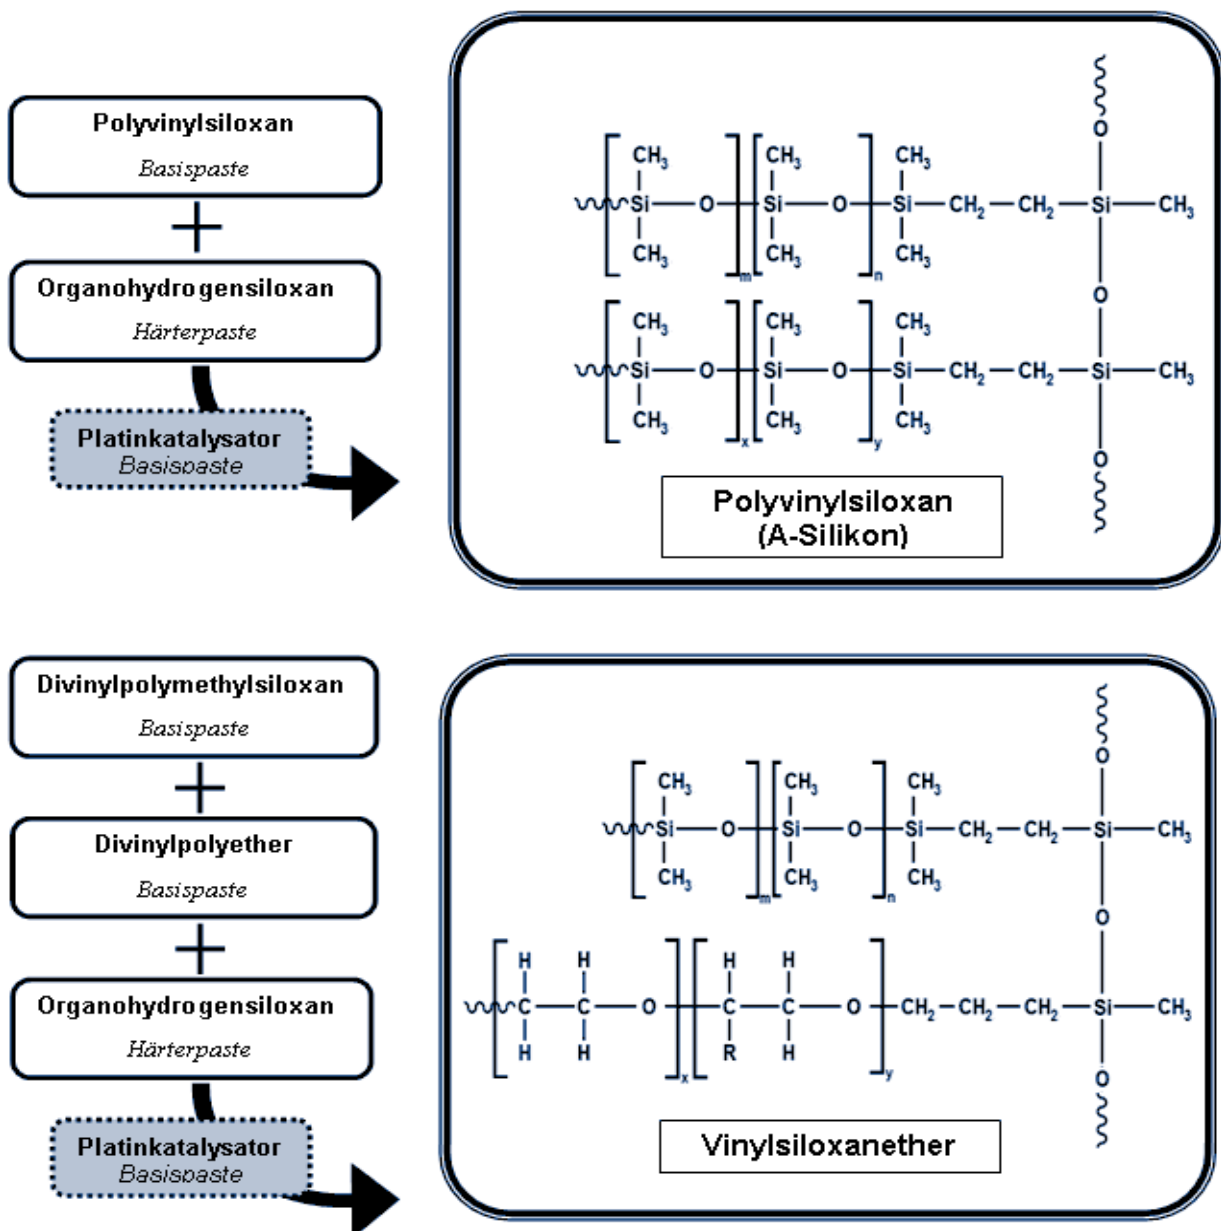 Polyvinylsiloxan
Basispaste
Organohydrogensiloxan
Härterpaste
Platinkatalysator
Basispaste
CH₃ CH₃ CH₃
Si O Si O Si CH₂ CH₂ Si CH₃
CH₃ CH₃ CH₃
m n
O
O
CH₃ CH₃ CH₃
Si O Si O Si CH₂ CH₂ Si CH₃
CH₃ CH₃ CH₃
x y
O
Polyvinylsiloxan
(A-Silikon)
Divinylpolymethylsiloxan
Basispaste
Divinylpolyether
Basispaste
Organohydrogensiloxan
Härterpaste
Platinkatalysator
Basispaste
O
CH₃ CH₃ CH₃
Si O Si O Si CH₂ CH₂ Si CH₃
CH₃ CH₃ CH₃
m n
O
H H H H
C C O C C O CH₂ CH₂ CH₂ Si CH₃
H H R H
x y
O
Vinylsiloxanether